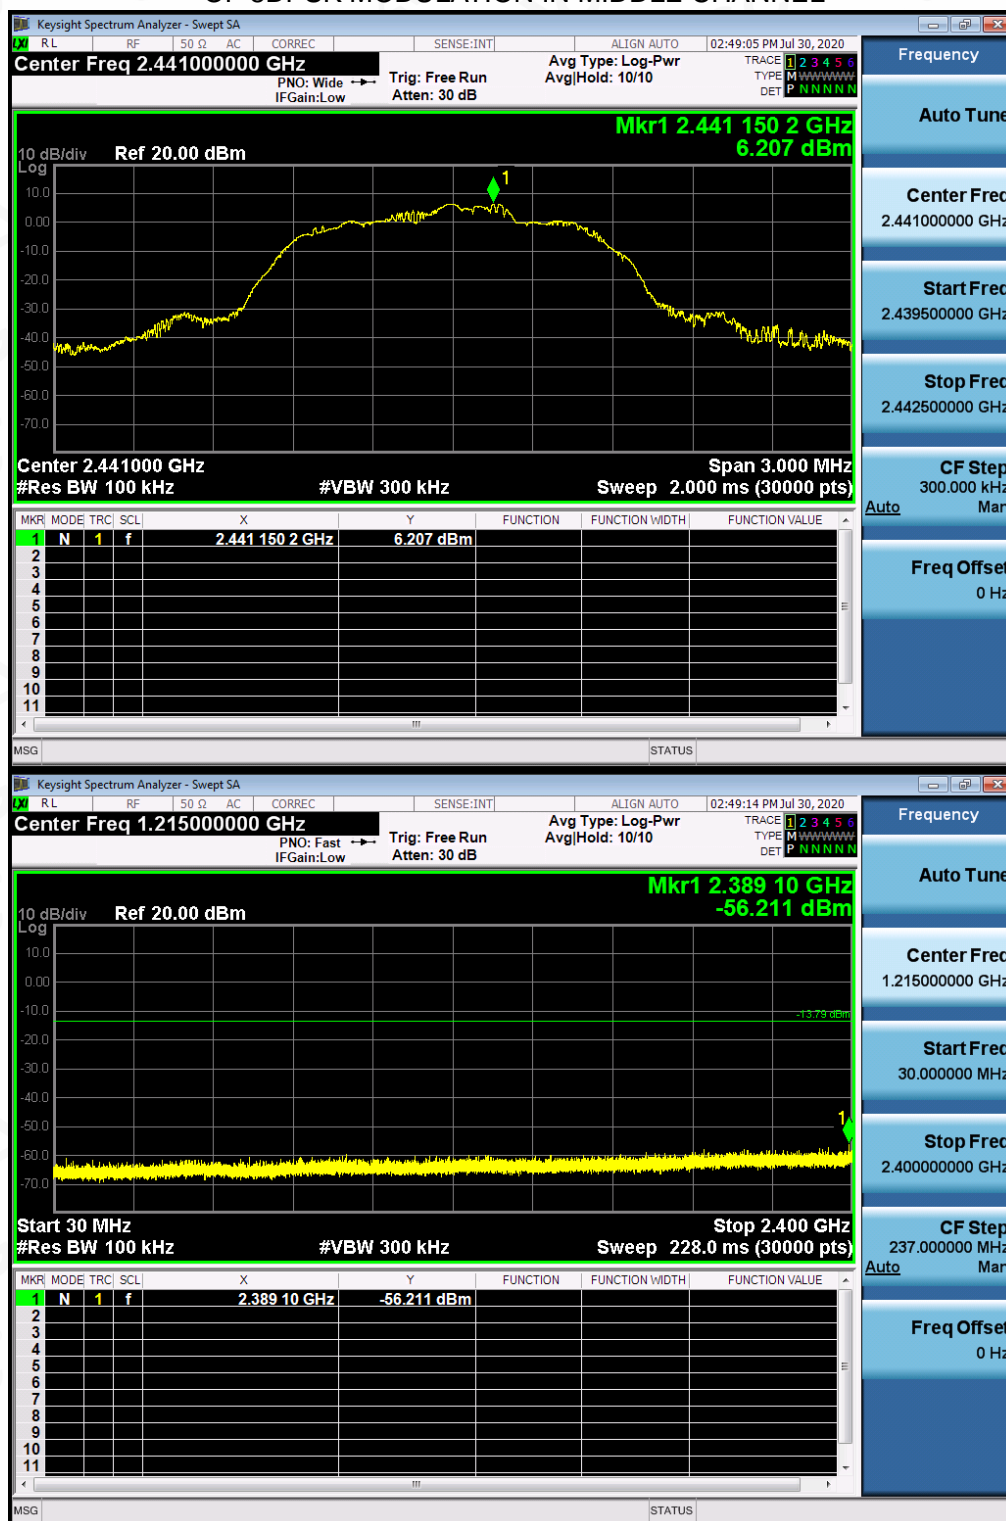 OF 8DPSK MODULATION IN MIDDLE CHANNEL
Keysight Spectrum Analyzer - Swept SA
LXI RL RF 50 Ω AC CORREC SENSE:INT ALIGN AUTO 02:49:05 PM Jul 30, 2020
Center Freq 2.441000000 GHz
PNO: Wide
IFGain:Low
Trig: Free Run
Atten: 30 dB
Avg Type: Log-Pwr
Avg|Hold: 10/10
TRACE 1 2 3 4 5 6
TYPE M WWWWW
DET P N N N N N
Mkr1 2.441 150 2 GHz
6.207 dBm
10 dB/div Ref 20.00 dBm
Log
10.0
0.00
-10.0
-20.0
-30.0
-40.0
-50.0
-60.0
-70.0
1
Center 2.441000 GHz Span 3.000 MHz
#Res BW 100 kHz #VBW 300 kHz Sweep 2.000 ms (30000 pts)
MKR MODE TRC SCL X Y FUNCTION FUNCTION WIDTH FUNCTION VALUE
1 N 1 f 2.441 150 2 GHz 6.207 dBm
2
3
4
5
6
7
8
9
10
11
MSG STATUS
Frequency
Auto Tune
Center Freq
2.441000000 GHz
Start Freq
2.439500000 GHz
Stop Freq
2.442500000 GHz
CF Step
300.000 kHz
Auto Man
Freq Offset
0 Hz
Keysight Spectrum Analyzer - Swept SA
LXI RL RF 50 Ω AC CORREC SENSE:INT ALIGN AUTO 02:49:14 PM Jul 30, 2020
Center Freq 1.215000000 GHz
PNO: Fast
IFGain:Low
Trig: Free Run
Atten: 30 dB
Avg Type: Log-Pwr
Avg|Hold: 10/10
TRACE 1 2 3 4 5 6
TYPE M WWWWW
DET P N N N N N
Mkr1 2.389 10 GHz
-56.211 dBm
10 dB/div Ref 20.00 dBm
Log
10.0
0.00
-10.0
-20.0
-30.0
-40.0
-50.0
-60.0
-70.0
-13.79 dBm
1
Start 30 MHz Stop 2.400 GHz
#Res BW 100 kHz #VBW 300 kHz Sweep 228.0 ms (30000 pts)
MKR MODE TRC SCL X Y FUNCTION FUNCTION WIDTH FUNCTION VALUE
1 N 1 f 2.389 10 GHz -56.211 dBm
2
3
4
5
6
7
8
9
10
11
MSG STATUS
Frequency
Auto Tune
Center Freq
1.215000000 GHz
Start Freq
30.000000 MHz
Stop Freq
2.400000000 GHz
CF Step
237.000000 MHz
Auto Man
Freq Offset
0 Hz